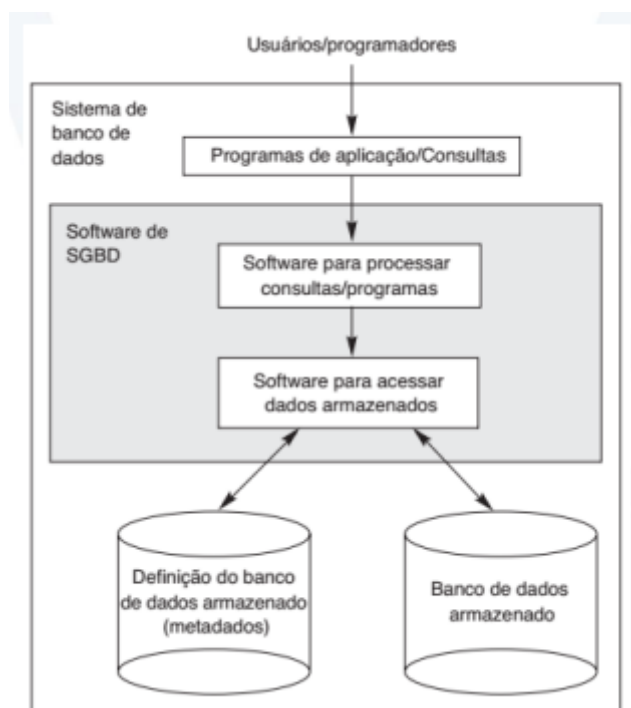 Usuários/programadores
Sistema de
banco de
dados
Programas de aplicação/Consultas
Software de
SGBD
Software para processar
consultas/programas
Software para acessar
dados armazenados
Definição do banco
de dados armazenado
(metadados)
Banco de dados
armazenado